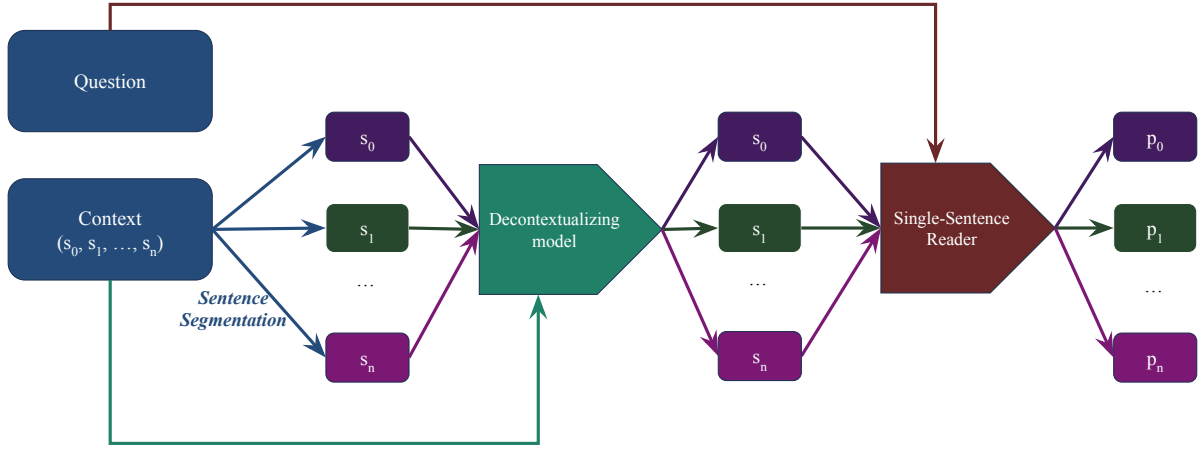 Question
Context
(s₀, s₁, …, sₙ)
Sentence
Segmentation
s₀
s₁
...
sₙ
Decontextualizing
model
s₀
s₁
...
sₙ
Single-Sentence
Reader
p₀
p₁
...
pₙ